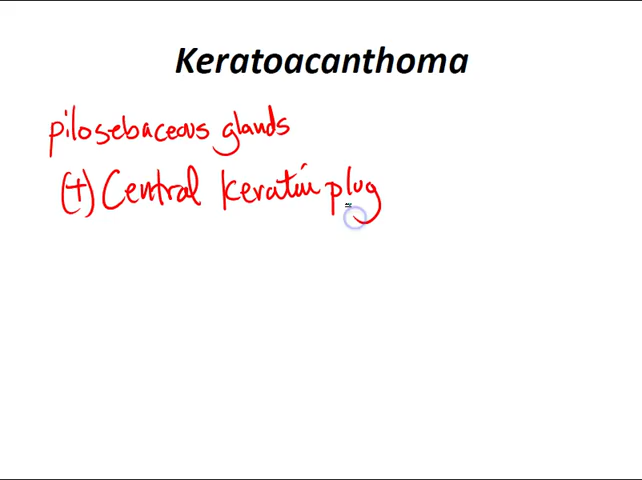 Keratoacanthoma
pilosebaceous glands
(+) Central Keratin plug